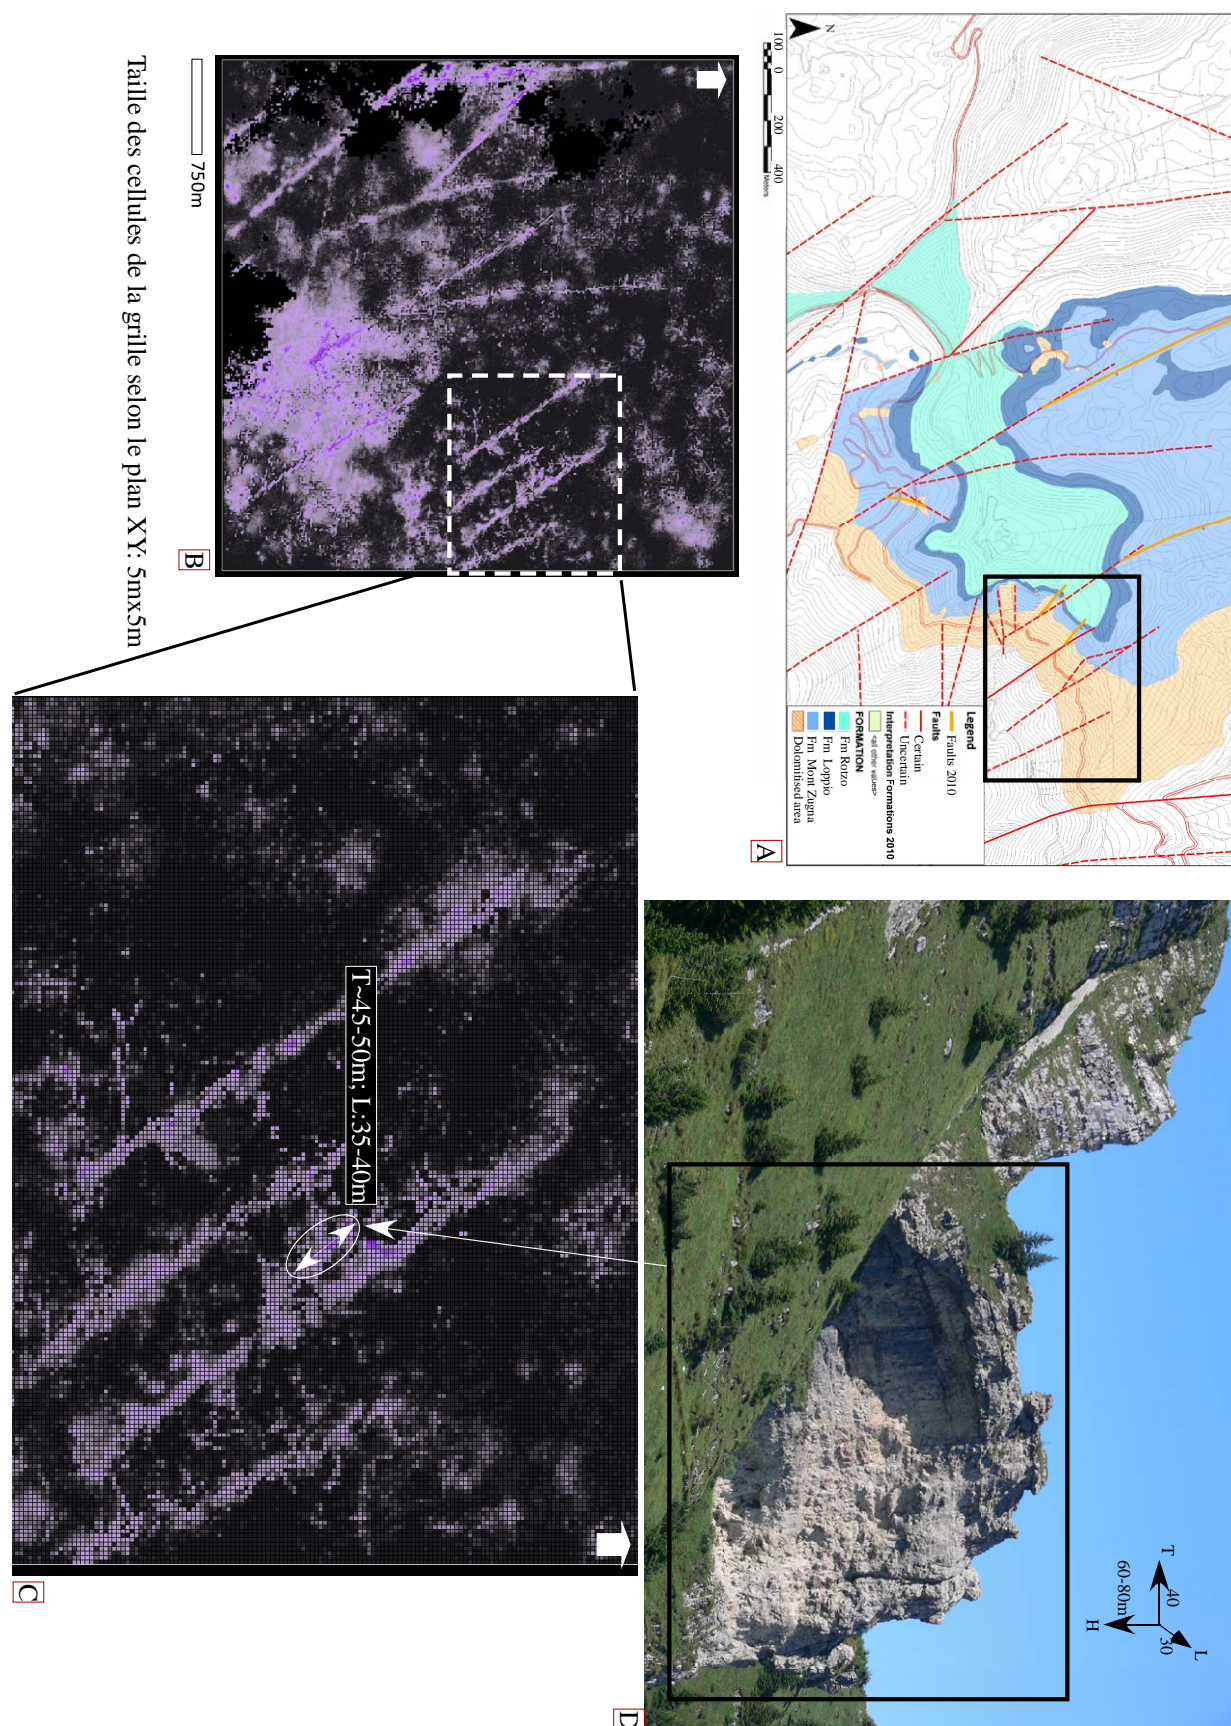 N
100 0 200 400
Meters
Legend
Faults 2010
Faults
Certain
Uncertain
Interpretation Formations 2010
<all other values>
FORMATION
Fm Rotzo
Fm Loppio
Fm Mont Zugna
Dolomitised area
A
750m
Taille des cellules de la grille selon le plan XY: 5mx5m
B
T~45-50m; L:35-40m
C
T
40
L
30
60-80m
H
D